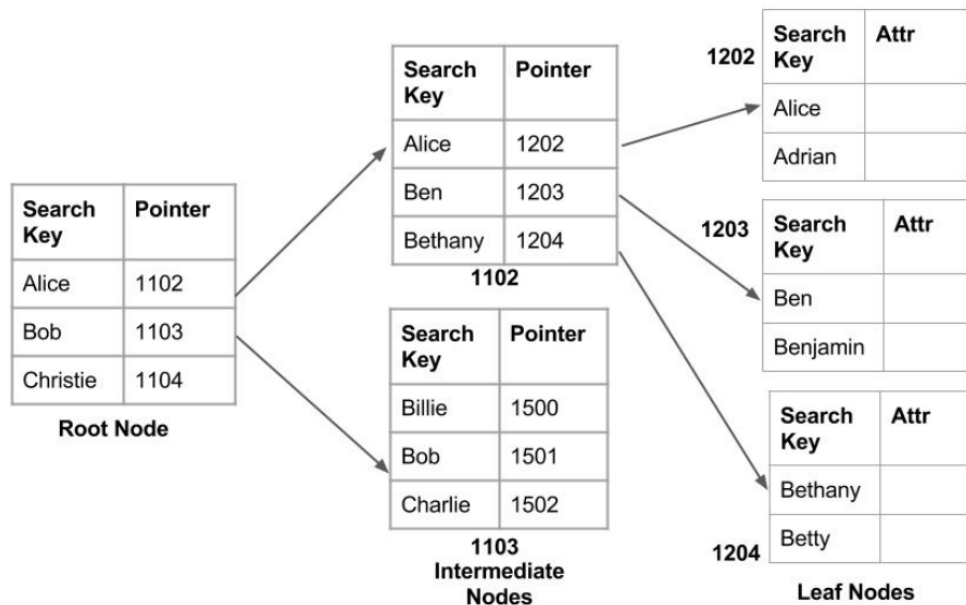 Search Key Pointer
Alice 1102
Bob 1103
Christie 1104
Root Node
Search Key Pointer
Alice 1202
Ben 1203
Bethany 1204
1102
Search Key Pointer
Billie 1500
Bob 1501
Charlie 1502
1103
Intermediate
Nodes
1202
Search Key Attr
Alice
Adrian
1203
Search Key Attr
Ben
Benjamin
Search Key Attr
Bethany
Betty
1204
Leaf Nodes